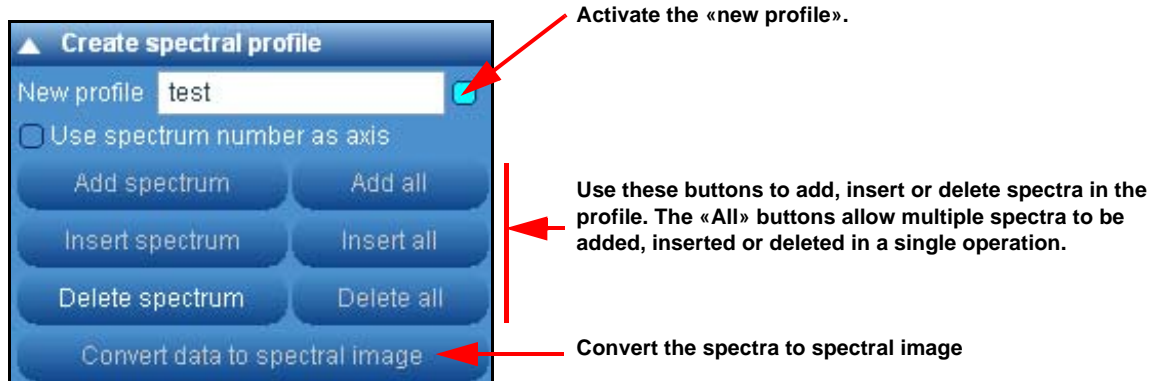 Activate the «new profile».
Create spectral profile
New profile test
Use spectrum number as axis
Add spectrum Add all
Insert spectrum Insert all
Delete spectrum Delete all
Use these buttons to add, insert or delete spectra in the
profile. The «All» buttons allow multiple spectra to be
added, inserted or deleted in a single operation.
Convert data to spectral image
Convert the spectra to spectral image